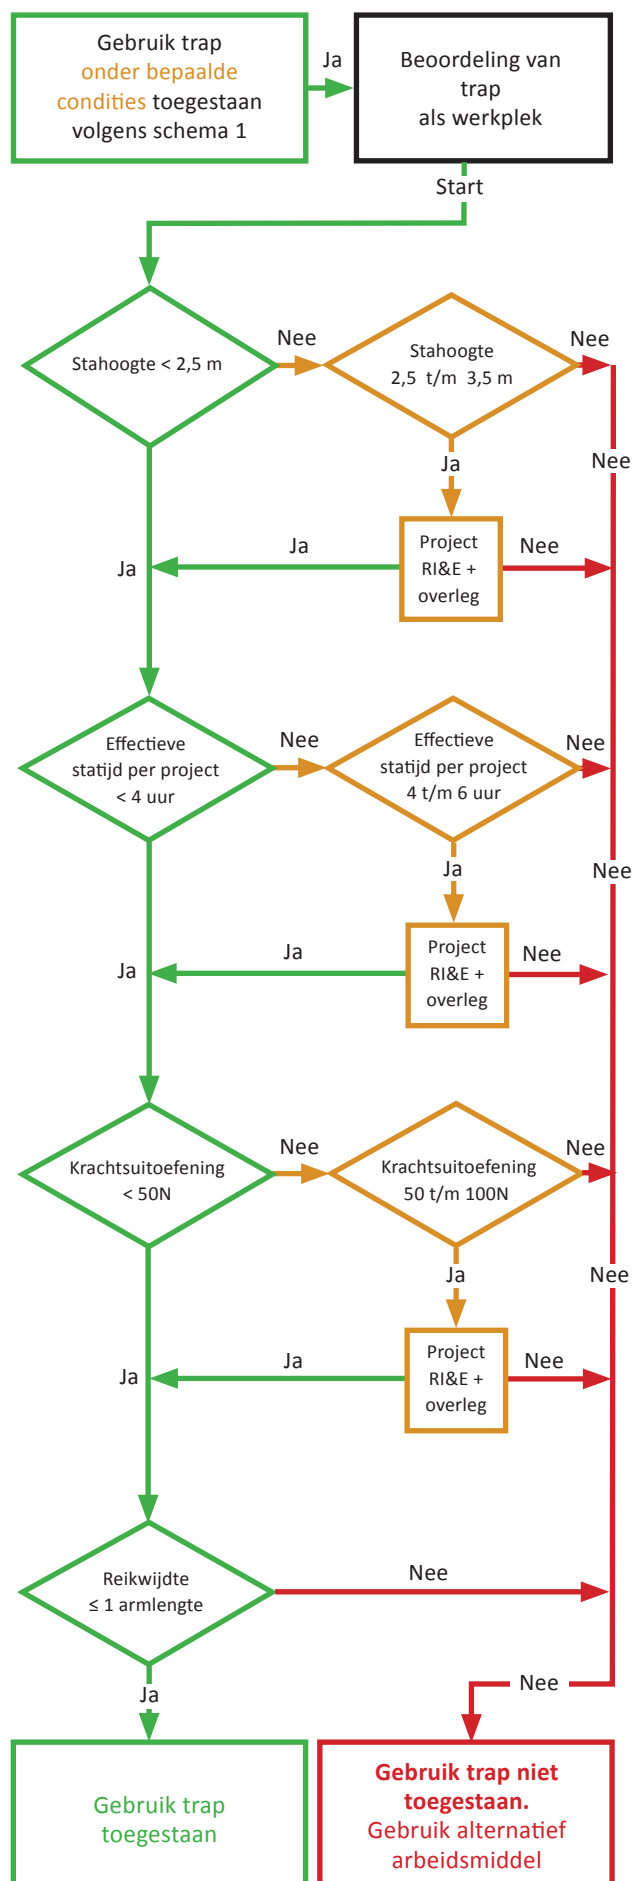 Gebruik trap
onder bepaalde
condities toegestaan
volgens schema 1
Ja
Beoordeling van
trap
als werkplek
Start
Stahoogte < 2,5 m
Nee
Stahoogte
2,5 t/m 3,5 m
Nee
Nee
Ja
Ja
Project
RI&E +
overleg
Nee
Ja
Effectieve
statijd per project
< 4 uur
Nee
Effectieve
statijd per project
4 t/m 6 uur
Nee
Nee
Ja
Ja
Project
RI&E +
overleg
Nee
Ja
Krachtsuitoefening
< 50N
Nee
Krachtsuitoefening
50 t/m 100N
Nee
Nee
Ja
Ja
Project
RI&E +
overleg
Nee
Ja
Reikwijdte
≤ 1 armlengte
Nee
Ja
Nee
Gebruik trap
toegestaan
Gebruik trap niet
toegestaan.
Gebruik alternatief
arbeidsmiddel